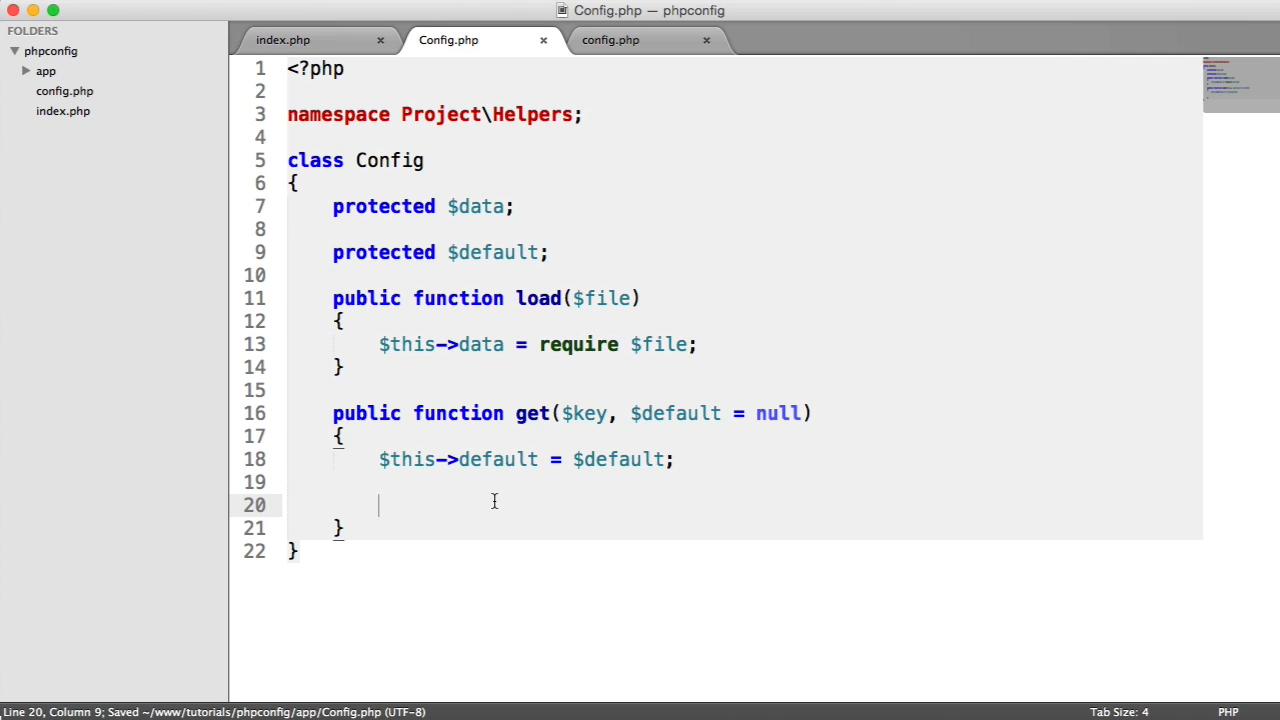 Config.php — phpconfig
FOLDERS
phpconfig
app
config.php
index.php
index.php × Config.php × config.php ×
1 <?php
2
3 namespace Project\Helpers;
4
5 class Config
6 {
7 protected $data;
8
9 protected $default;
10
11 public function load($file)
12 {
13 $this->data = require $file;
14 }
15
16 public function get($key, $default = null)
17 {
18 $this->default = $default;
19
20
21 }
22 }
Line 20, Column 9; Saved ~/www/tutorials/phpconfig/app/Config.php (UTF-8) Tab Size: 4 PHP